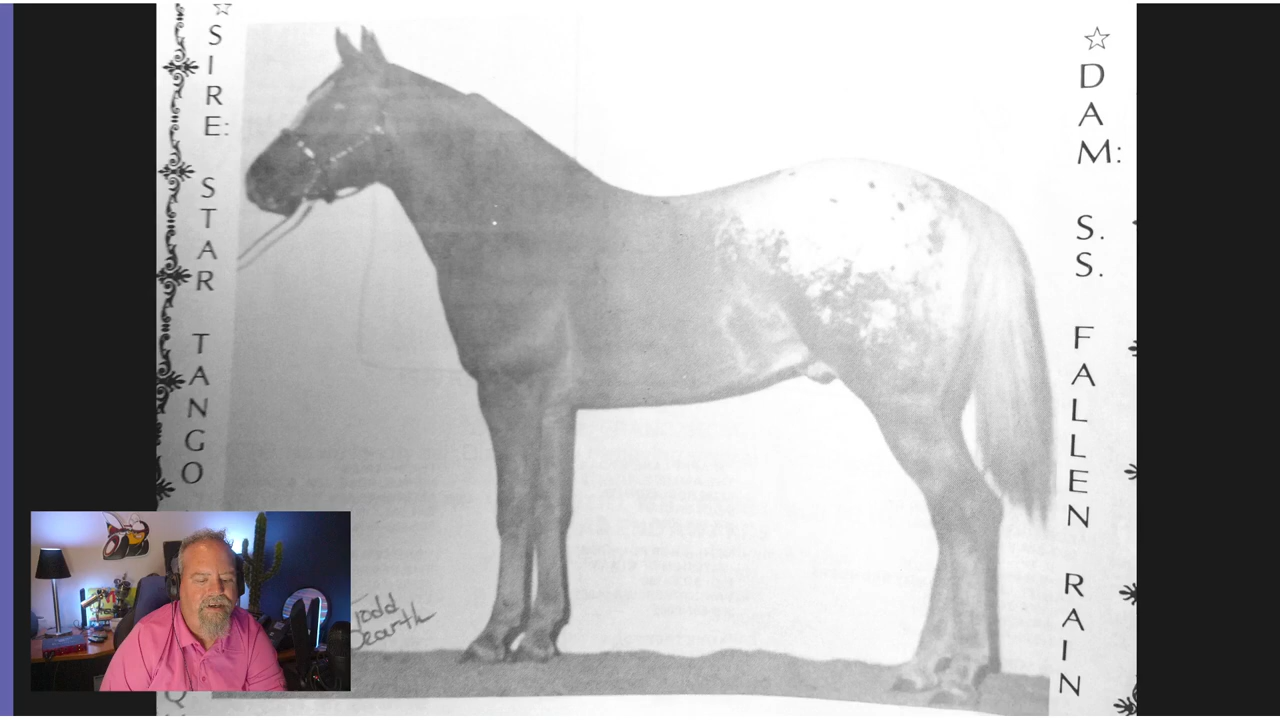 ☆SIRE: STAR TANGO
☆DAM: S.S. FALLEN RAIN
Todd
Dearth